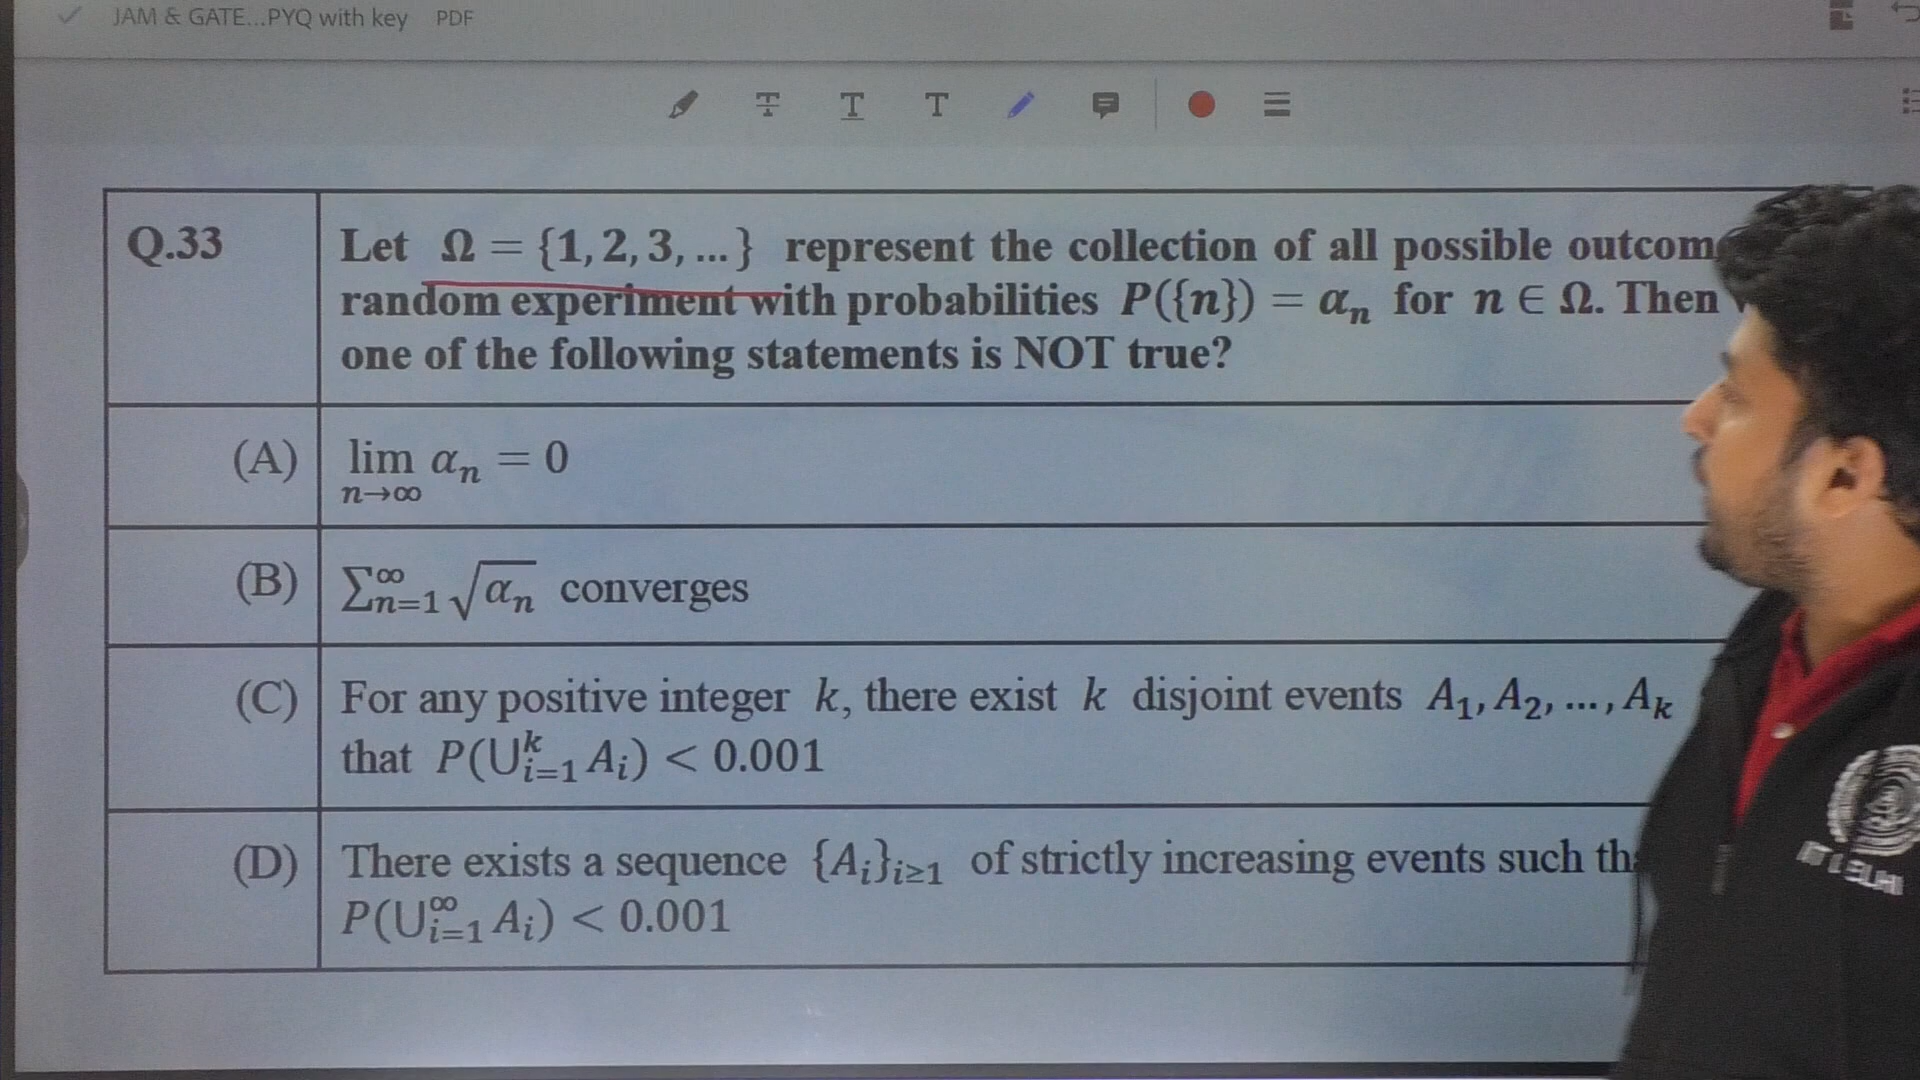 JAM & GATE...PYQ with key PDF
Q.33 Let Ω = {1, 2, 3, ... } represent the collection of all possible
random experiment with probabilities P({n}) = αₙ for n ∈ Ω. Then
one of the following statements is NOT true?
(A) lim αₙ = 0
n→∞
(B) ∑ₙ₌₁^∞ √αₙ converges
(C) For any positive integer k, there exist k disjoint events A₁, A₂, ..., Aₖ
that P(⋃ᵢ₌₁^k Aᵢ) < 0.001
(D) There exists a sequence {Aᵢ}ᵢ≥₁ of strictly increasing events such
P(⋃ᵢ₌₁^∞ Aᵢ) < 0.001